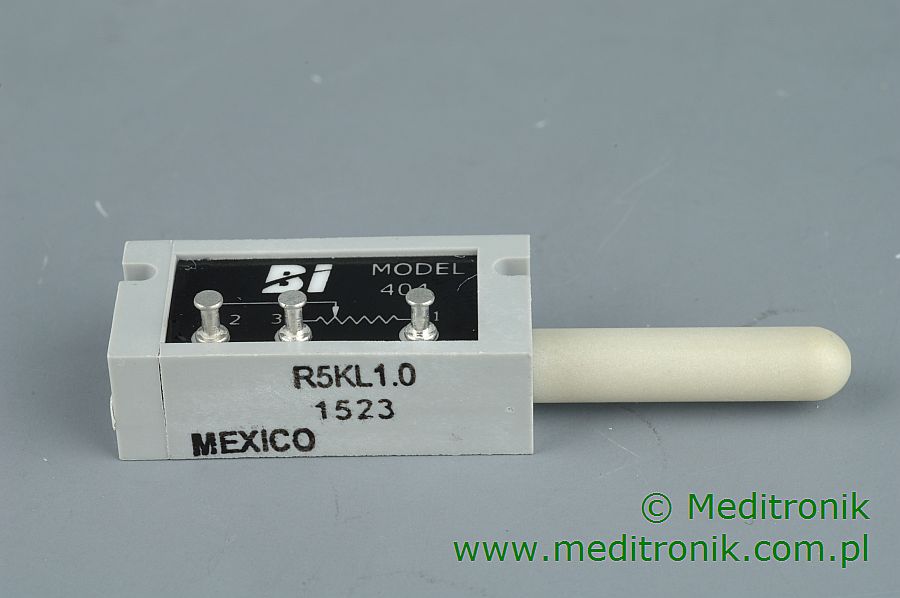 Bi MODEL
404
2 3 1
R5KL1.0
1523
MEXICO
© Meditronik
www.meditronik.com.pl